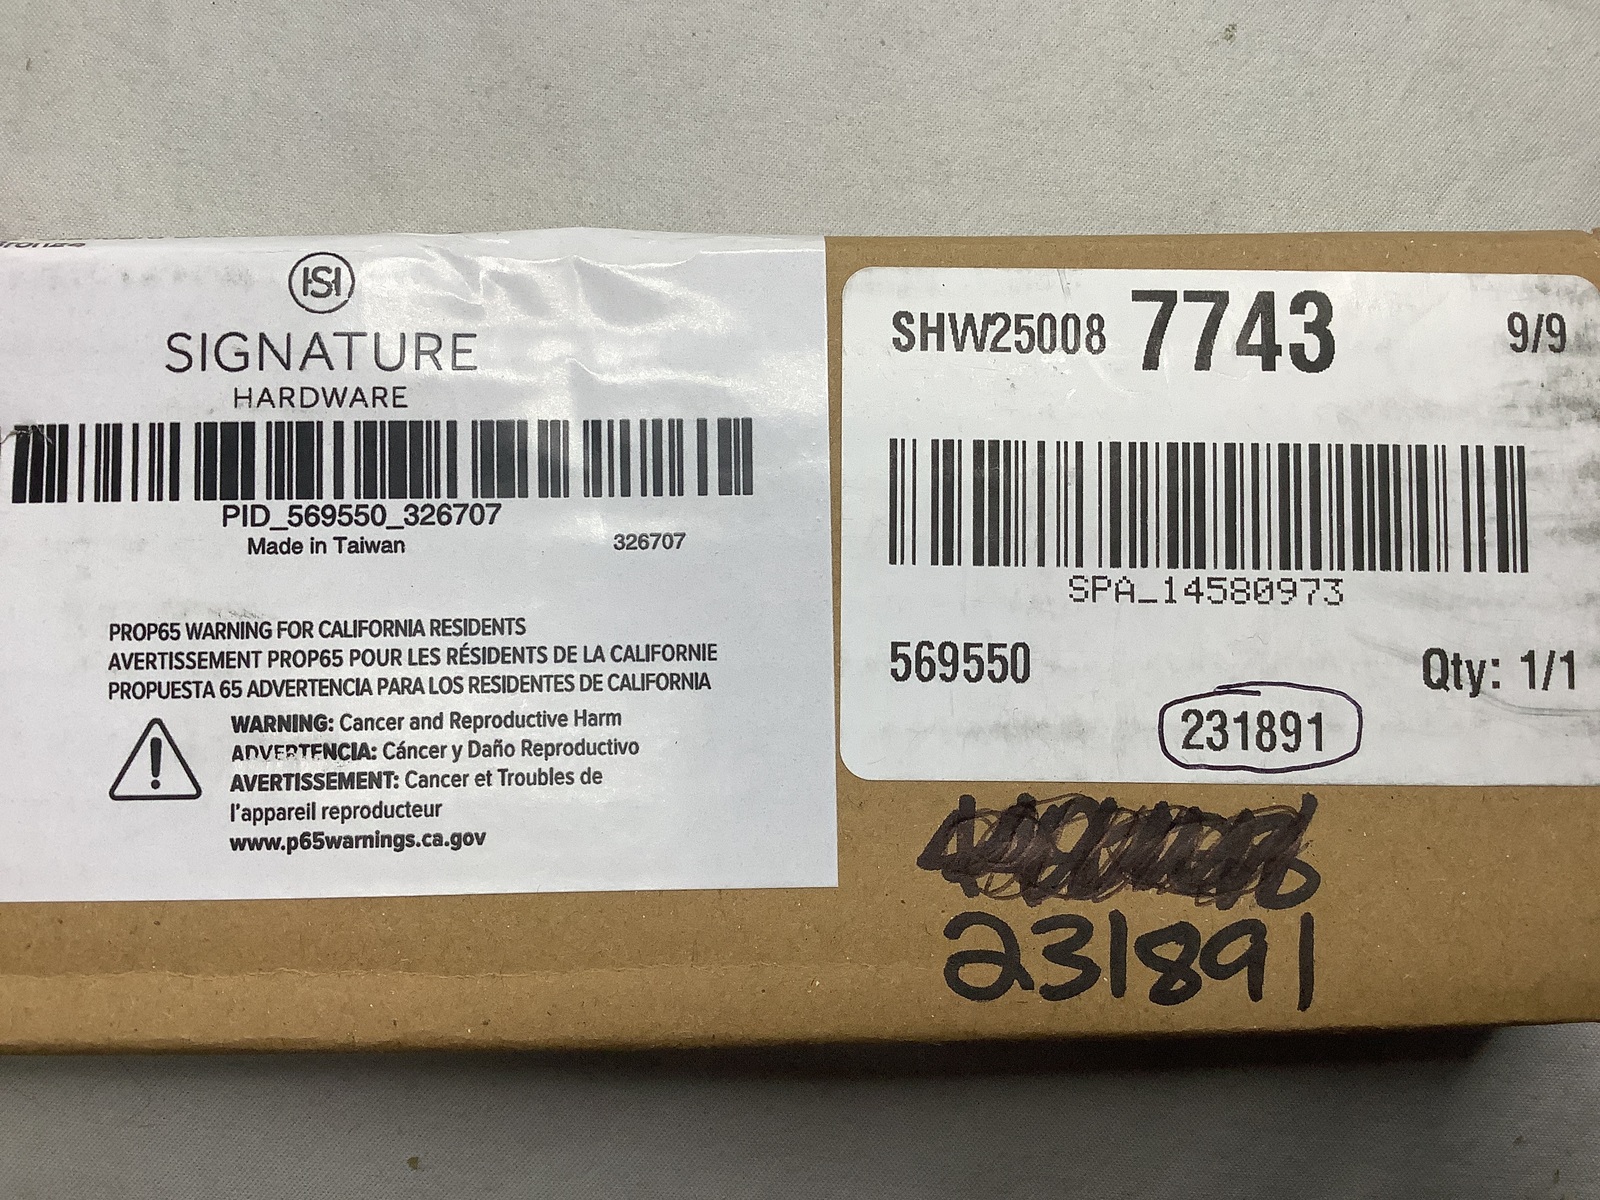 HSH
SIGNATURE
HARDWARE
PID_569550_326707
Made in Taiwan 326707
PROP65 WARNING FOR CALIFORNIA RESIDENTS
AVERTISSEMENT PROP65 POUR LES RÉSIDENTS DE LA CALIFORNIE
PROPUESTA 65 ADVERTENCIA PARA LOS RESIDENTES DE CALIFORNIA
WARNING: Cancer and Reproductive Harm
ADVERTENCIA: Cáncer y Daño Reproductivo
AVERTISSEMENT: Cancer et Troubles de
l'appareil reproducteur
www.p65warnings.ca.gov
SHW25008 7743 9/9
SPA_14580973
569550 Qty: 1/1
231891
231891